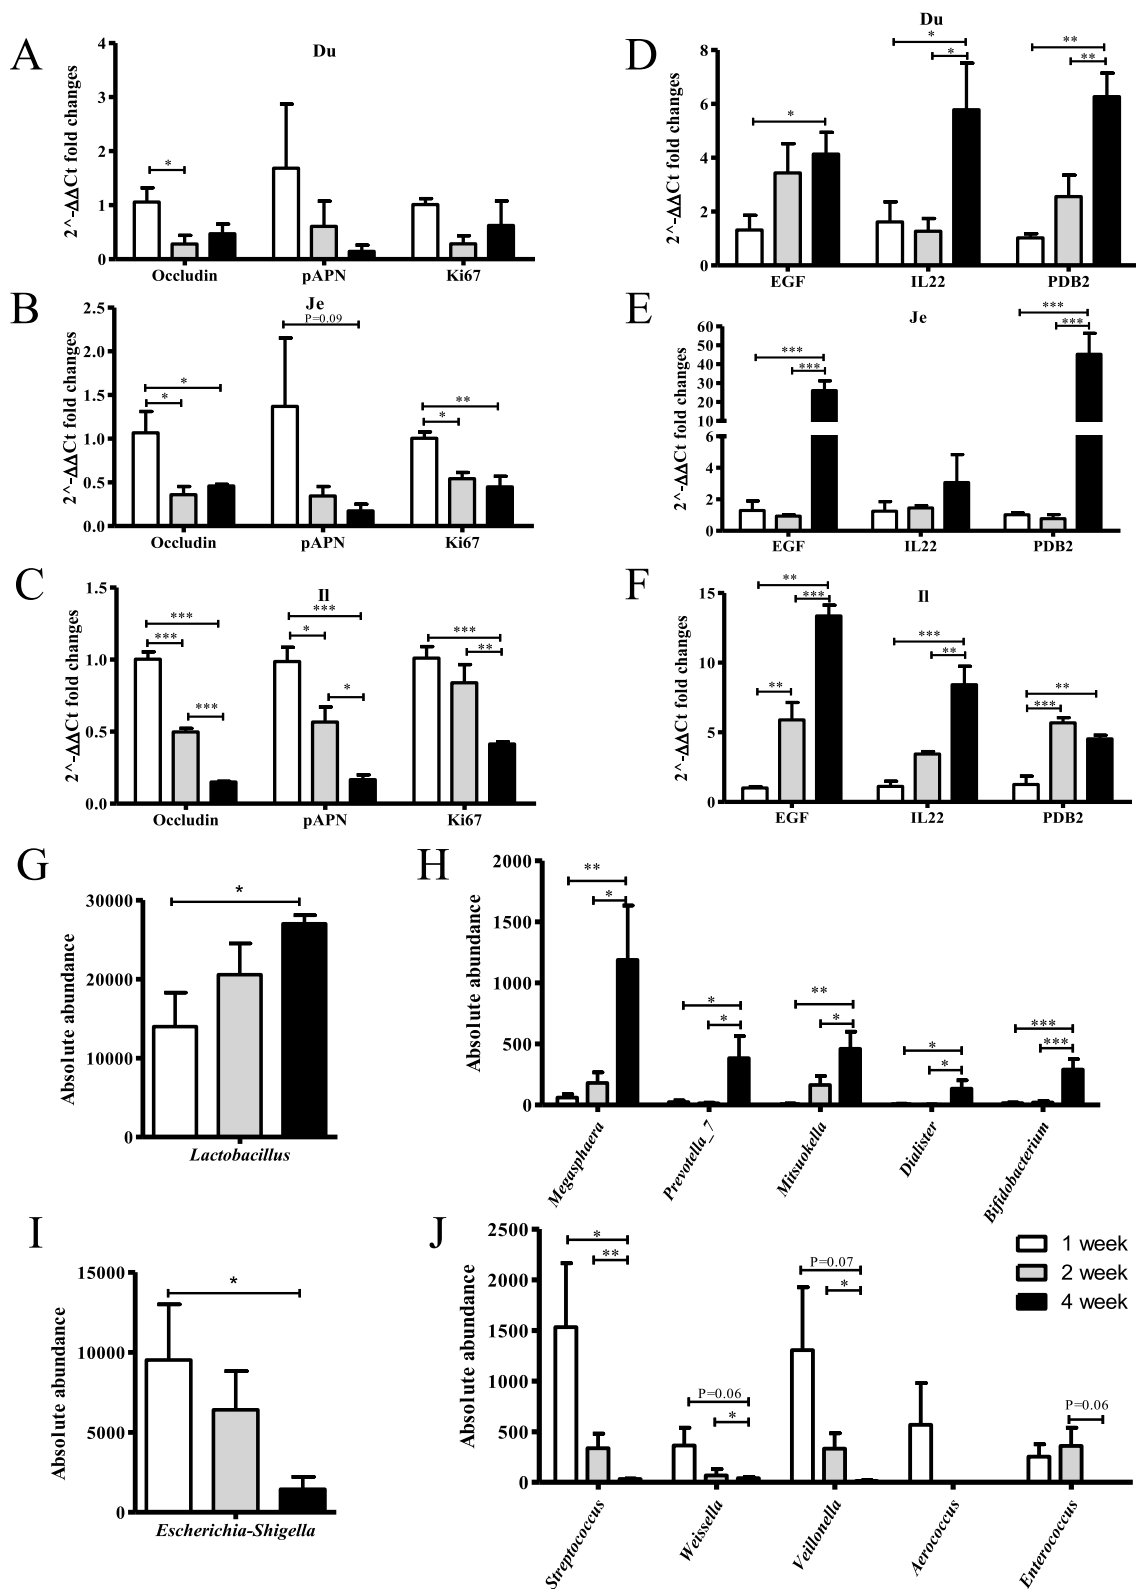 A
Du
2^-ΔΔCt fold changes
4
3
2
1
0
*
Occludin
pAPN
Ki67
B
Je
P=0.09
2^-ΔΔCt fold changes
2.5
2.0
1.5
1.0
0.5
0.0
*
*
**
*
Occludin
pAPN
Ki67
C
Il
2^-ΔΔCt fold changes
1.5
1.0
0.5
0.0
***
***
***
***
*
*
***
**
Occludin
pAPN
Ki67
D
Du
2^-ΔΔCt fold changes
8
6
4
2
0
*
*
*
**
**
EGF
IL22
PDB2
E
Je
2^-ΔΔCt fold changes
60
50
40
30
20
10
6
4
2
0
***
***
***
***
EGF
IL22
PDB2
F
Il
2^-ΔΔCt fold changes
15
10
5
0
**
***
**
***
**
**
***
EGF
IL22
PDB2
G
Absolute abundance
30000
20000
10000
0
*
Lactobacillus
H
Absolute abundance
2000
1500
1000
500
0
**
*
*
*
**
*
*
*
***
***
Megasphaera
Prevotella_7
Mitsuokella
Dialister
Bifidobacterium
I
Absolute abundance
15000
10000
5000
0
*
Escherichia-Shigella
J
Absolute abundance
2500
2000
1500
1000
500
0
*
**
P=0.06
*
P=0.07
*
P=0.06
Streptococcus
Weissella
Veillonella
Aerococcus
Enterococcus
1 week
2 week
4 week